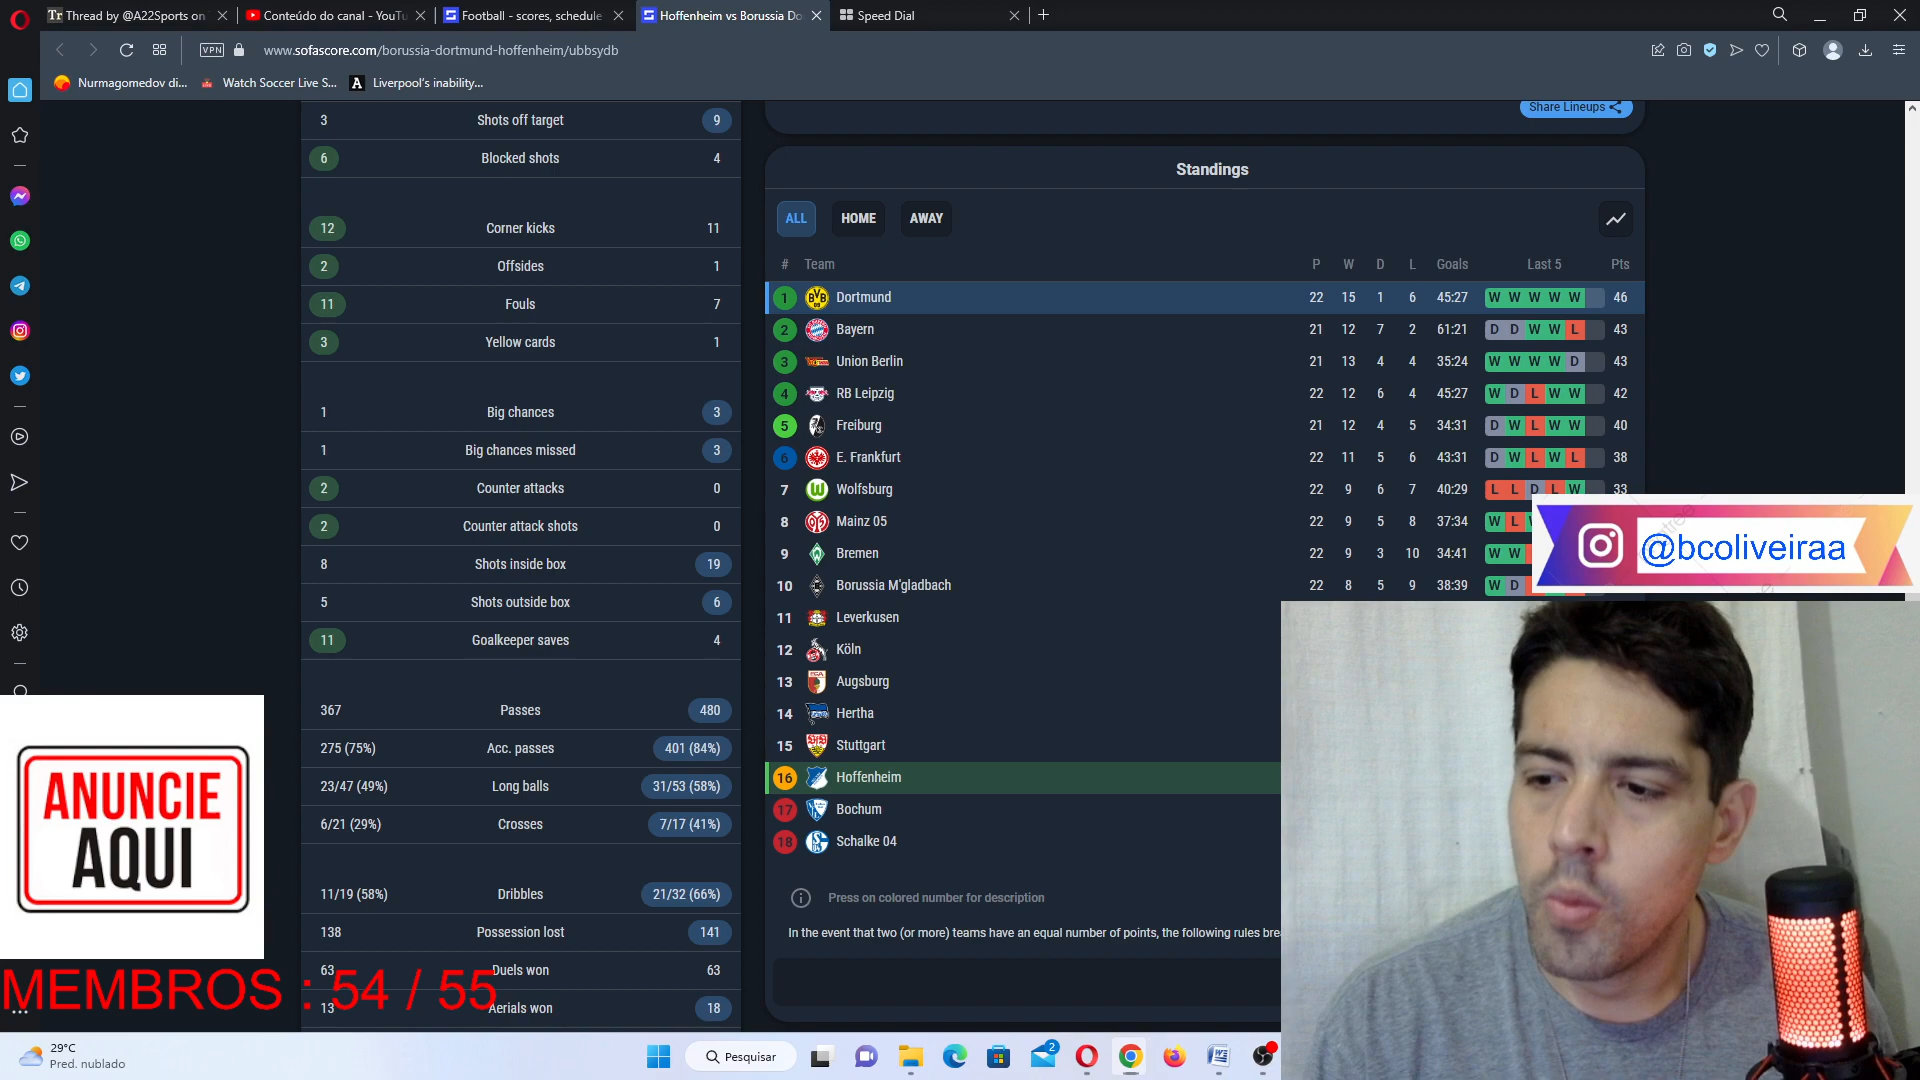 Thread by @A22Sports on
Conteúdo do canal - YouTu
Football - scores, schedule
Hoffenheim vs Borussia Do
Speed Dial
VPN
www.sofascore.com/borussia-dortmund-hoffenheim/ubbsydb
Nurmagomedov di...
Watch Soccer Live S...
A
Liverpool's inability...
3 Shots off target 9
6 Blocked shots 4
12 Corner kicks 11
2 Offsides 1
11 Fouls 7
3 Yellow cards 1
1 Big chances 3
1 Big chances missed 3
2 Counter attacks 0
2 Counter attack shots 0
8 Shots inside box 19
5 Shots outside box 6
11 Goalkeeper saves 4
367 Passes 480
275 (75%) Acc. passes 401 (84%)
23/47 (49%) Long balls 31/53 (58%)
6/21 (29%) Crosses 7/17 (41%)
11/19 (58%) Dribbles 21/32 (66%)
138 Possession lost 141
63 Duels won 63
13 Aerials won 18
Share Lineups
Standings
ALL HOME AWAY
# Team P W D L Goals Last 5 Pts
1 Dortmund 22 15 1 6 45:27 W W W W W 46
2 Bayern 21 12 7 2 61:21 D D W W L 43
3 Union Berlin 21 13 4 4 35:24 W W W W D 43
4 RB Leipzig 22 12 6 4 45:27 W D L W W 42
5 Freiburg 21 12 4 5 34:31 D W L W W 40
6 E. Frankfurt 22 11 5 6 43:31 D W L W L 38
7 Wolfsburg 22 9 6 7 40:29 L L D L W 33
8 Mainz 05 22 9 5 8 37:34 W L
9 Bremen 22 9 3 10 34:41 W W
10 Borussia M'gladbach 22 8 5 9 38:39 W D
11 Leverkusen
12 Köln
13 Augsburg
14 Hertha
15 Stuttgart
16 Hoffenheim
17 Bochum
18 Schalke 04
Press on colored number for description
In the event that two (or more) teams have an equal number of points, the following rules brea
@bcoliveiraa
ANUNCIE
AQUI
MEMBROS : 54 / 55
29°C
Pred. nublado
Pesquisar
2